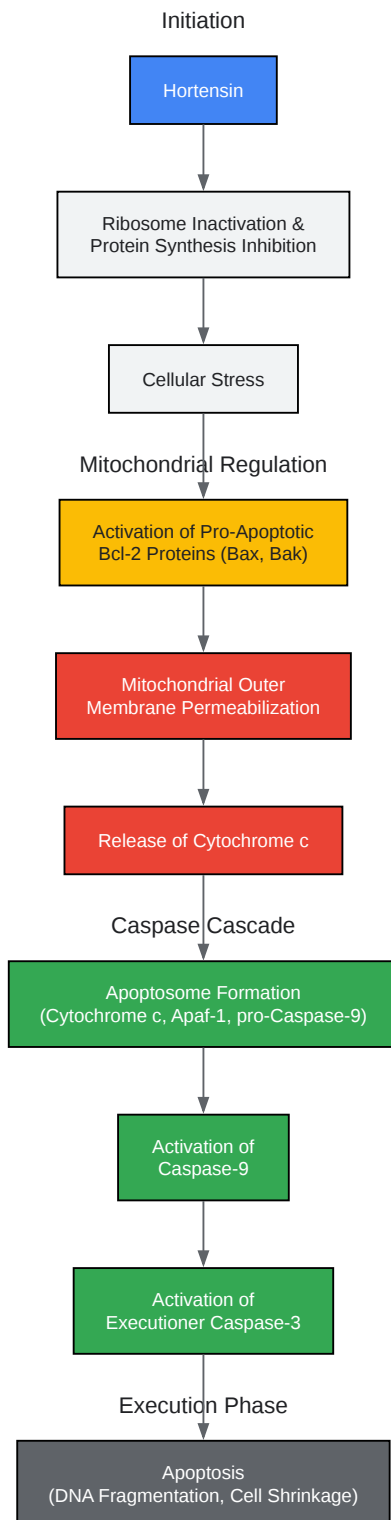 Initiation
Hortensin
Ribosome Inactivation &
Protein Synthesis Inhibition
Cellular Stress
Mitochondrial Regulation
Activation of Pro-Apoptotic
Bcl-2 Proteins (Bax, Bak)
Mitochondrial Outer
Membrane Permeabilization
Release of Cytochrome c
Caspase Cascade
Apoptosome Formation
(Cytochrome c, Apaf-1, pro-Caspase-9)
Activation of
Caspase-9
Activation of
Executioner Caspase-3
Execution Phase
Apoptosis
(DNA Fragmentation, Cell Shrinkage)